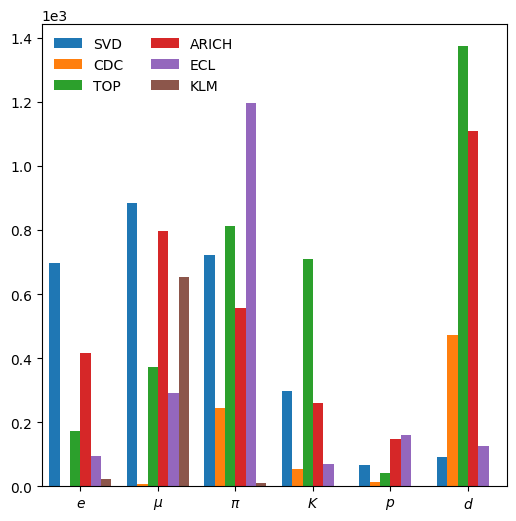 1e3
SVD
CDC
TOP
ARICH
ECL
KLM
1.4
1.2
1.0
0.8
0.6
0.4
0.2
0.0
e μ π K p d